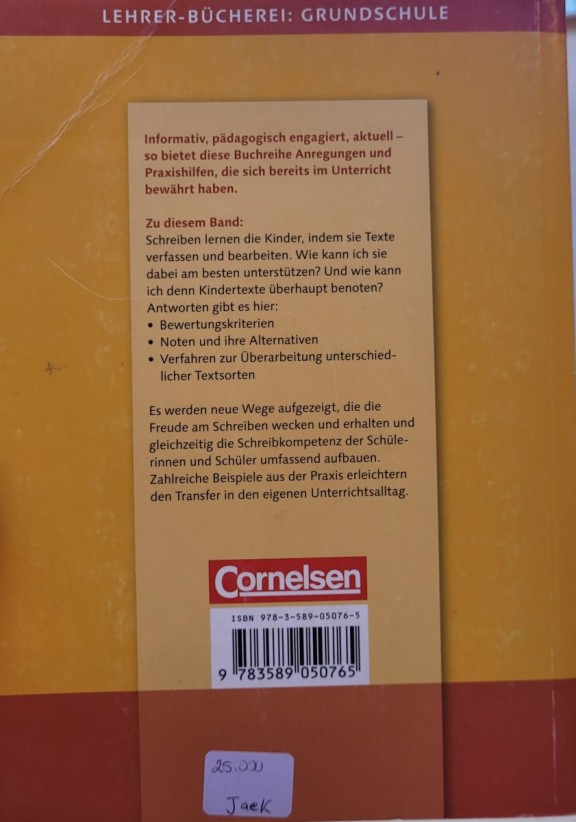 LEHRER-BÜCHEREI: GRUNDSCHULE
Informativ, pädagogisch engagiert, aktuell –
so bietet diese Buchreihe Anregungen und
Praxishilfen, die sich bereits im Unterricht
bewährt haben.
Zu diesem Band:
Schreiben lernen die Kinder, indem sie Texte
verfassen und bearbeiten. Wie kann ich sie
dabei am besten unterstützen? Und wie kann
ich denn Kindertexte überhaupt benoten?
Antworten gibt es hier:
• Bewertungskriterien
• Noten und ihre Alternativen
• Verfahren zur Überarbeitung unterschied-
licher Textsorten
Es werden neue Wege aufgezeigt, die die
Freude am Schreiben wecken und erhalten und
gleichzeitig die Schreibkompetenz der Schüle-
rinnen und Schüler umfassend aufbauen.
Zahlreiche Beispiele aus der Praxis erleichtern
den Transfer in den eigenen Unterrichtsalltag.
Cornelsen
ISBN 978-3-589-05076-5
9 783589 050765
25.000
Jack